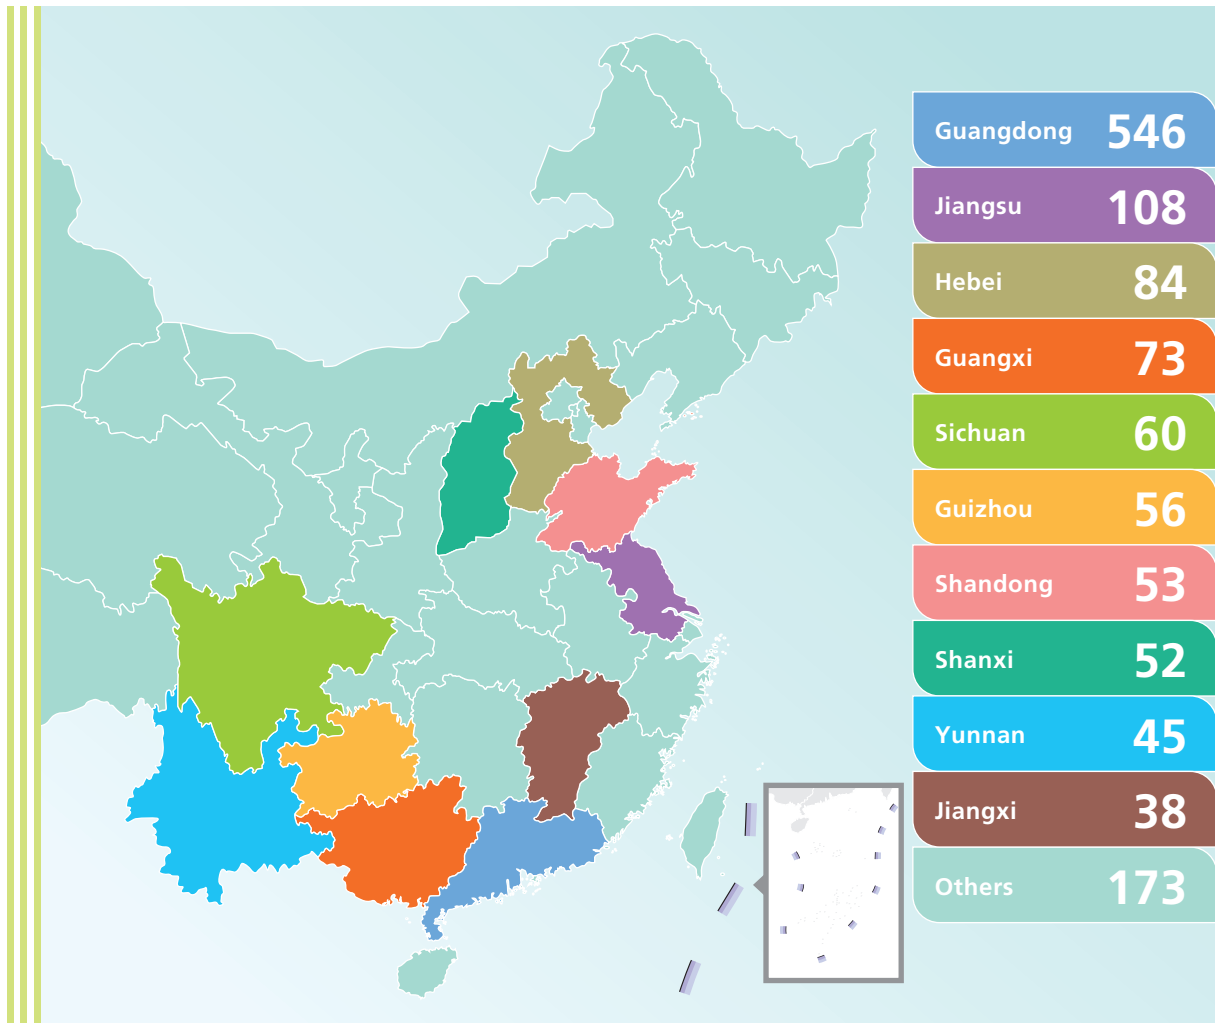 Guangdong 546
Jiangsu 108
Hebei 84
Guangxi 73
Sichuan 60
Guizhou 56
Shandong 53
Shanxi 52
Yunnan 45
Jiangxi 38
Others 173